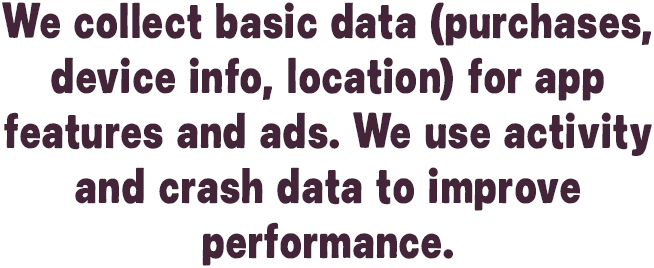 We collect basic data (purchases,
device info, location) for app
features and ads. We use activity
and crash data to improve
performance.